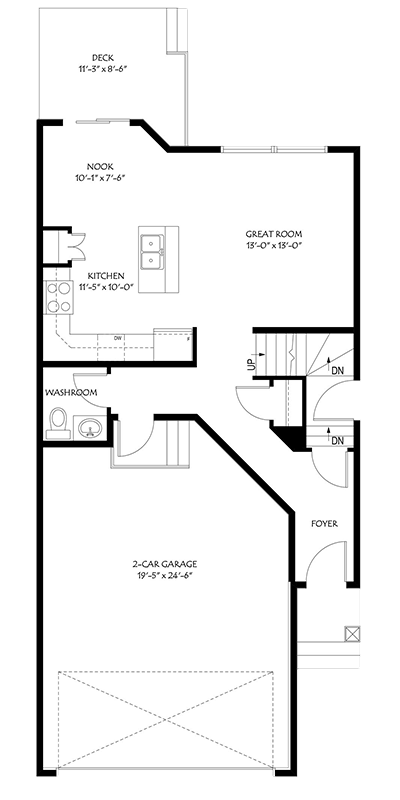 DECK
11'-3" x 8'-6"
NOOK
10'-1" x 7'-6"
GREAT ROOM
13'-0" x 13'-0"
KITCHEN
11'-5" x 10'-0"
DW
F
UP
DN
WASHROOM
DN
FOYER
2-CAR GARAGE
19'-5" x 24'-6"